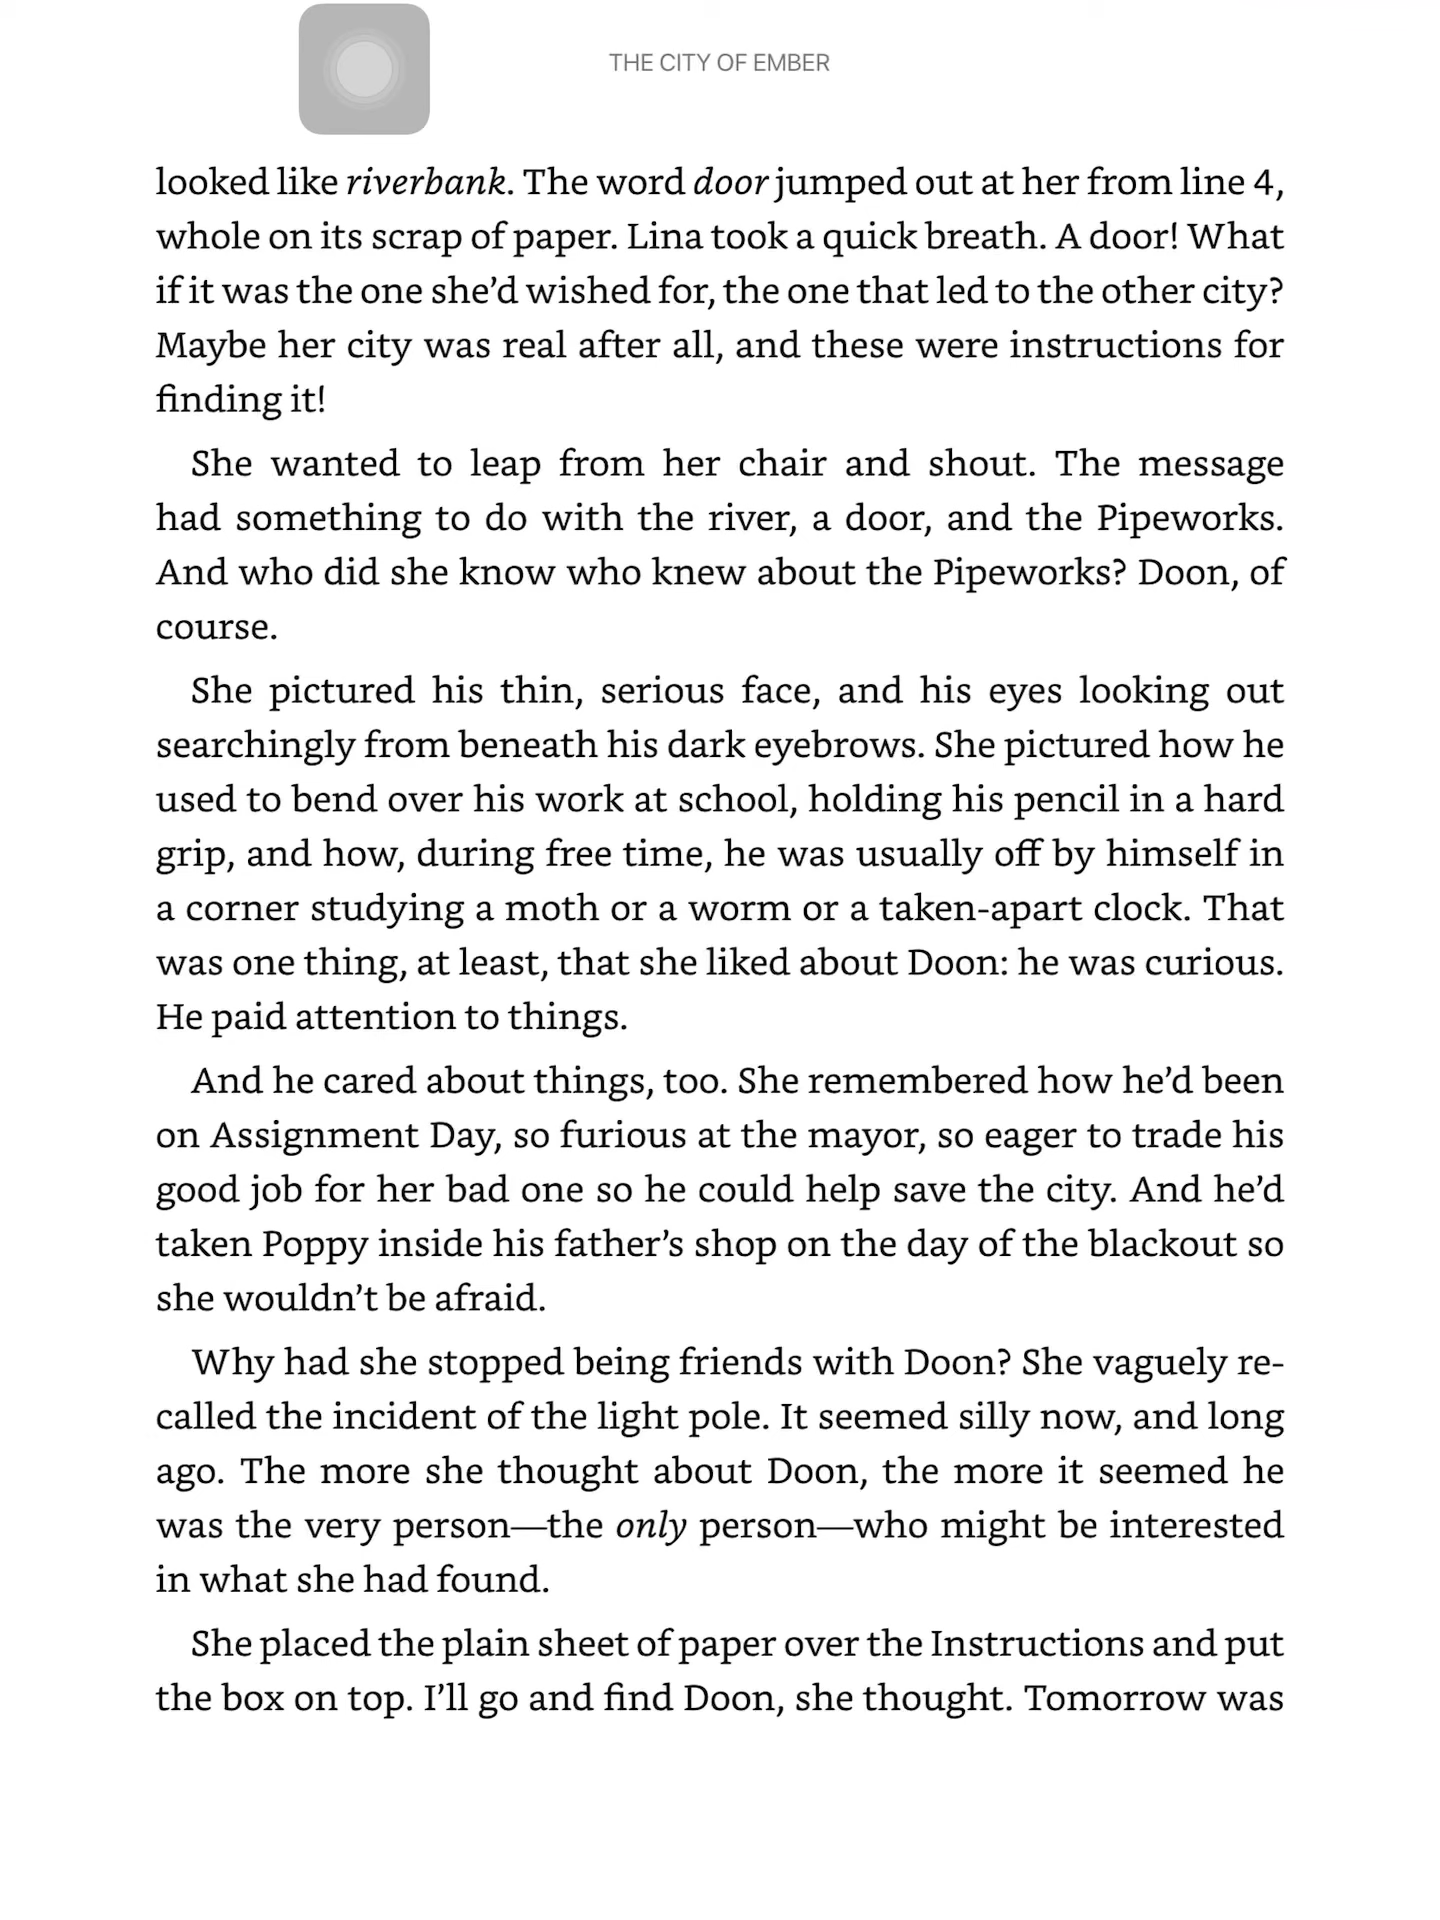 THE CITY OF EMBER
looked like riverbank. The word door jumped out at her from line 4,
whole on its scrap of paper. Lina took a quick breath. A door! What
if it was the one she’d wished for, the one that led to the other city?
Maybe her city was real after all, and these were instructions for
finding it!
She wanted to leap from her chair and shout. The message
had something to do with the river, a door, and the Pipeworks.
And who did she know who knew about the Pipeworks? Doon, of
course.
She pictured his thin, serious face, and his eyes looking out
searchingly from beneath his dark eyebrows. She pictured how he
used to bend over his work at school, holding his pencil in a hard
grip, and how, during free time, he was usually off by himself in
a corner studying a moth or a worm or a taken-apart clock. That
was one thing, at least, that she liked about Doon: he was curious.
He paid attention to things.
And he cared about things, too. She remembered how he’d been
on Assignment Day, so furious at the mayor, so eager to trade his
good job for her bad one so he could help save the city. And he’d
taken Poppy inside his father’s shop on the day of the blackout so
she wouldn’t be afraid.
Why had she stopped being friends with Doon? She vaguely re-
called the incident of the light pole. It seemed silly now, and long
ago. The more she thought about Doon, the more it seemed he
was the very person—the only person—who might be interested
in what she had found.
She placed the plain sheet of paper over the Instructions and put
the box on top. I’ll go and find Doon, she thought. Tomorrow was